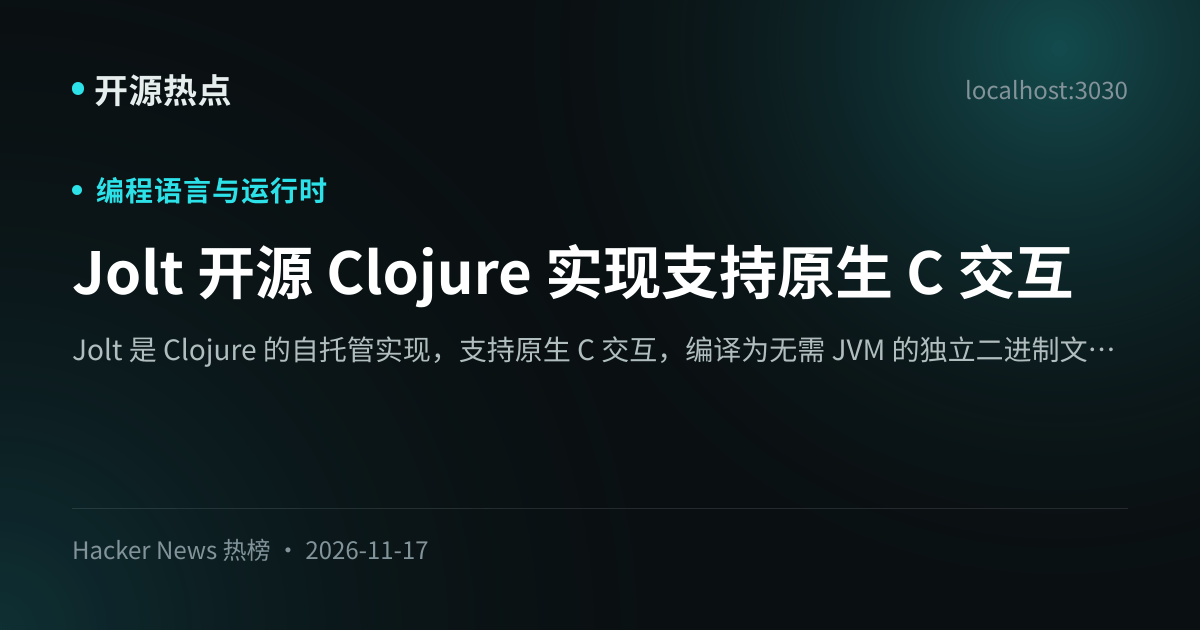 开源热点
localhost:3030
编程语言与运行时
Jolt 开源 Clojure 实现支持原生 C 交互
Jolt 是 Clojure 的自托管实现，支持原生 C 交互，编译为无需 JVM 的独立二进制文…
Hacker News 热榜 · 2026-11-17